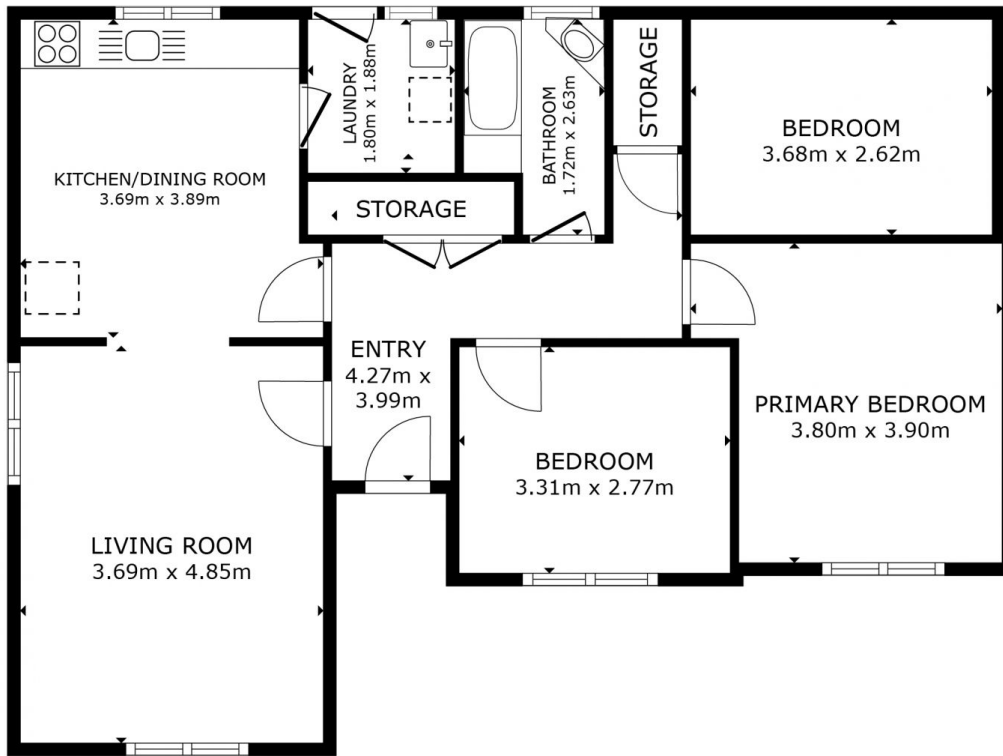 KITCHEN/DINING ROOM
3.69m x 3.89m
LAUNDRY
1.80m x 1.88m
BATHROOM
1.72m x 2.63m
STORAGE
BEDROOM
3.68m x 2.62m
STORAGE
ENTRY
4.27m x
3.99m
PRIMARY BEDROOM
3.80m x 3.90m
BEDROOM
3.31m x 2.77m
LIVING ROOM
3.69m x 4.85m